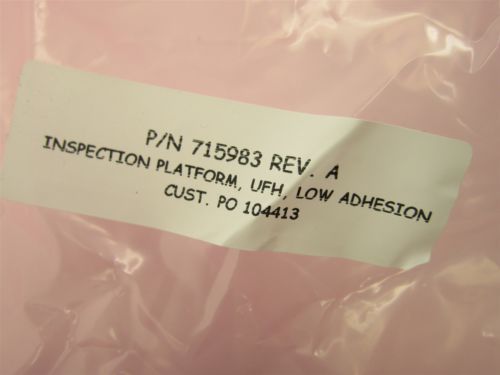 P/N 715983 REV. A
INSPECTION PLATFORM, UFH, LOW ADHESION
CUST. PO 104413